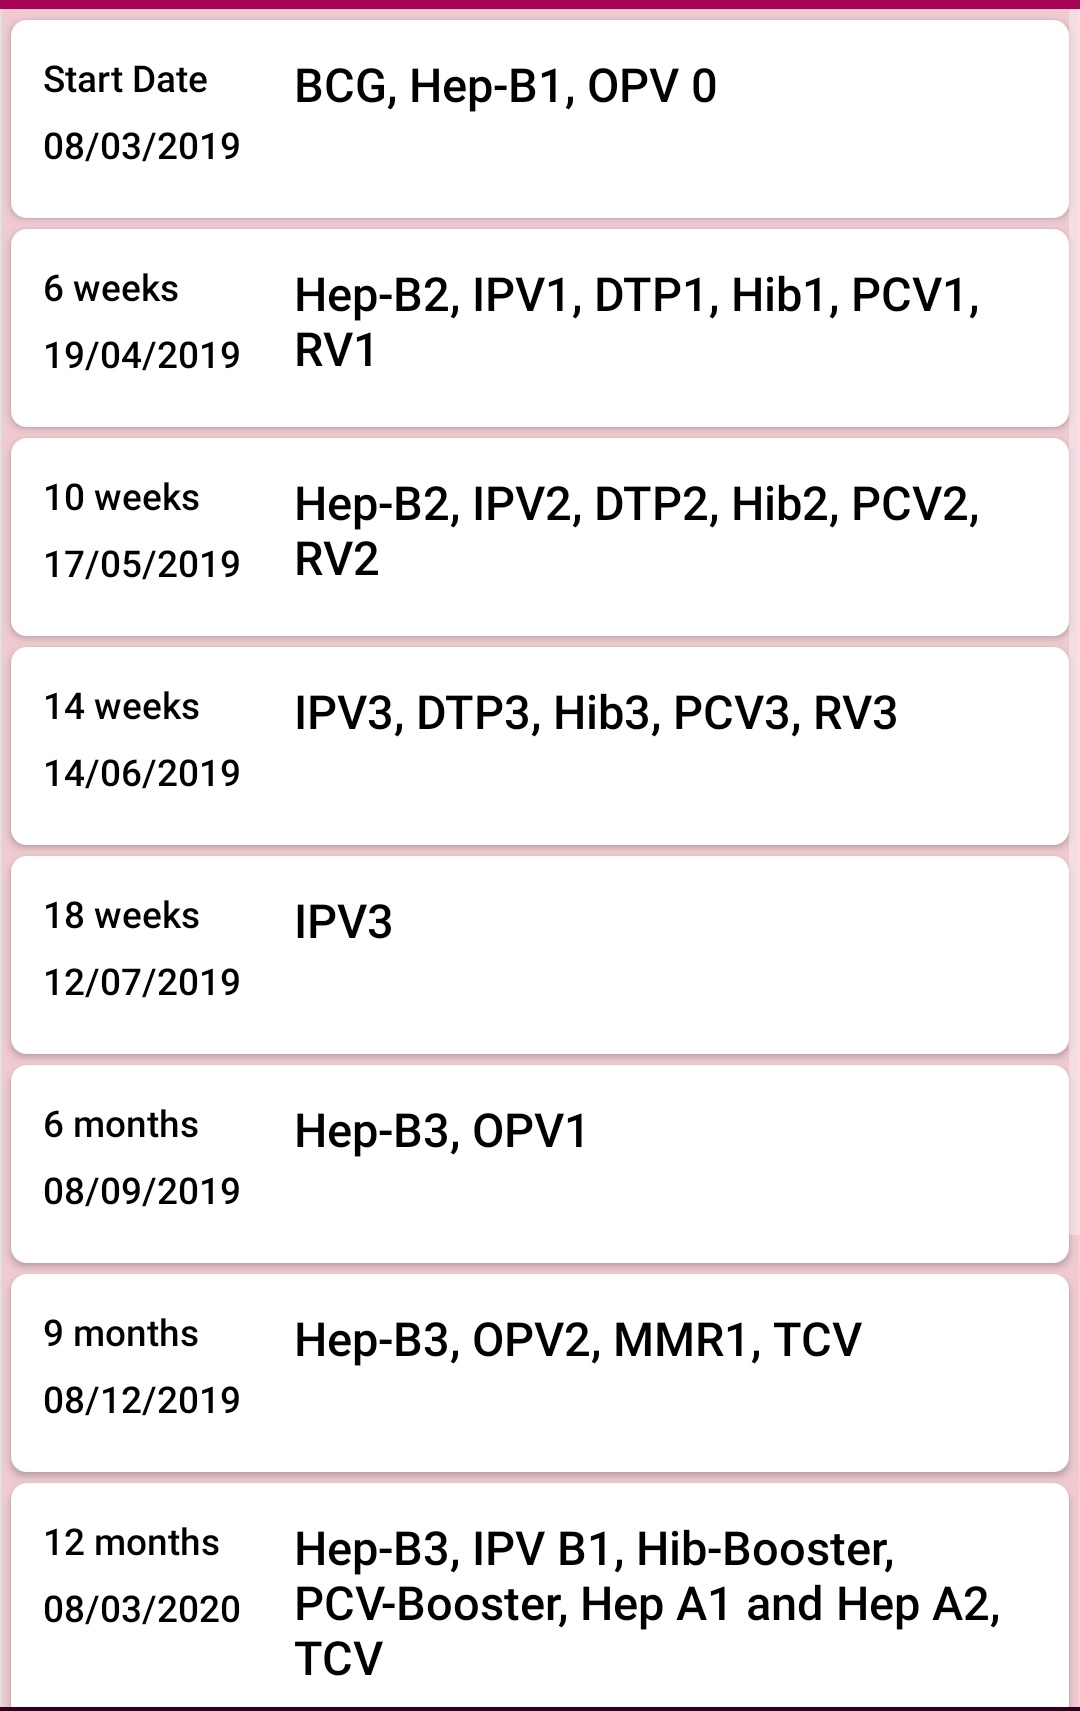 Start Date
08/03/2019
BCG, Hep-B1, OPV 0
6 weeks
19/04/2019
Hep-B2, IPV1, DTP1, Hib1, PCV1,
RV1
10 weeks
17/05/2019
Hep-B2, IPV2, DTP2, Hib2, PCV2,
RV2
14 weeks
14/06/2019
IPV3, DTP3, Hib3, PCV3, RV3
18 weeks
12/07/2019
IPV3
6 months
08/09/2019
Hep-B3, OPV1
9 months
08/12/2019
Hep-B3, OPV2, MMR1, TCV
12 months
08/03/2020
Hep-B3, IPV B1, Hib-Booster,
PCV-Booster, Hep A1 and Hep A2,
TCV